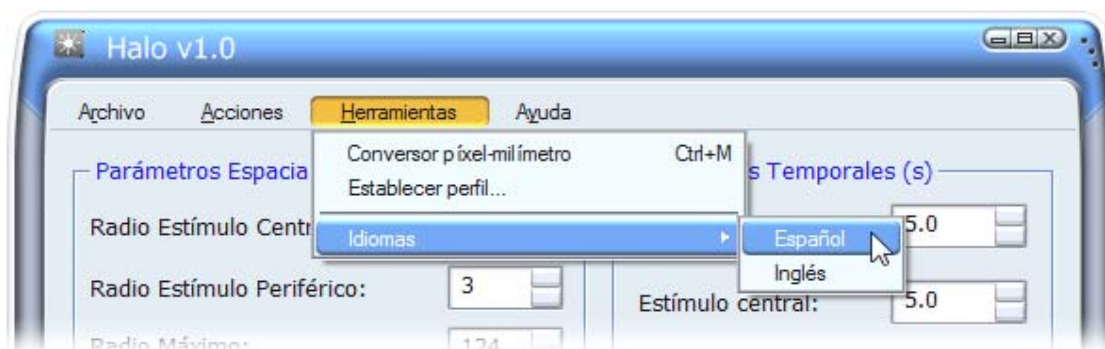 Halo v1.0
Archivo Acciones Herramientas Ayuda
Conversor píxel-milímetro Ctrl+M
Establecer perfil...
Idiomas
Español
Inglés
Parámetros Espacia
Radio Estímulo Centr
Radio Estímulo Periférico: 3
Radio Máximo: 124
s Temporales (s)
5.0
Estímulo central: 5.0